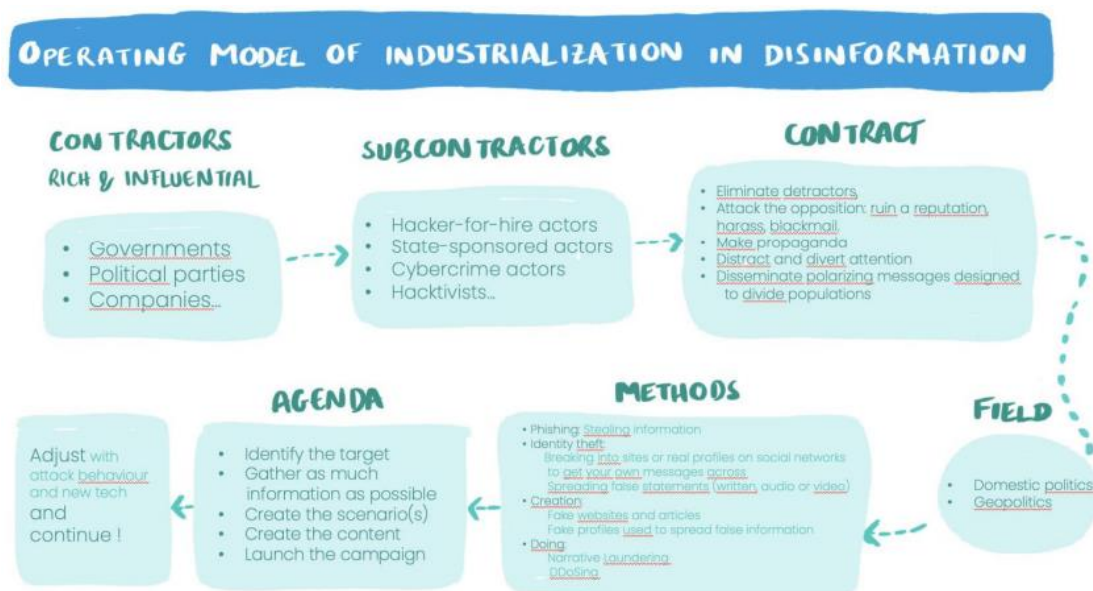 OPERATING MODEL OF INDUSTRIALIZATION IN DISINFORMATION
CONTRACTORS
RICH & INFLUENTIAL
• Governments
• Political parties
• Companies...
SUBCONTRACTORS
• Hacker-for-hire actors
• State-sponsored actors
• Cybercrime actors
• Hacktivists...
CONTRACT
• Eliminate detractors,
• Attack the opposition: ruin a reputation,
harass, blackmail.
• Make propaganda
• Distract and divert attention
• Disseminate polarizing messages designed
to divide populations
FIELD
• Domestic politics
• Geopolitics
METHODS
• Phishing: Stealing information
• Identity theft:
Breaking into sites or real profiles on social networks
to get your own messages across
Spreading false statements (written, audio or video)
• Creation:
Fake websites and articles
Fake profiles used to spread false information
• Doing:
Narrative Laundering
DDoSing
AGENDA
• Identify the target
• Gather as much
information as possible
• Create the scenario(s)
• Create the content
• Launch the campaign
Adjust with
attack behaviour
and new tech
and
continue !